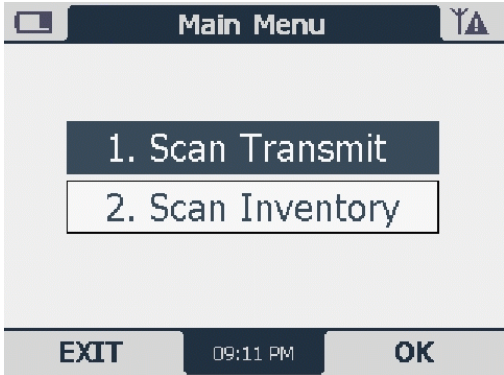 Main Menu
1. Scan Transmit
2. Scan Inventory
EXIT 09:11 PM OK